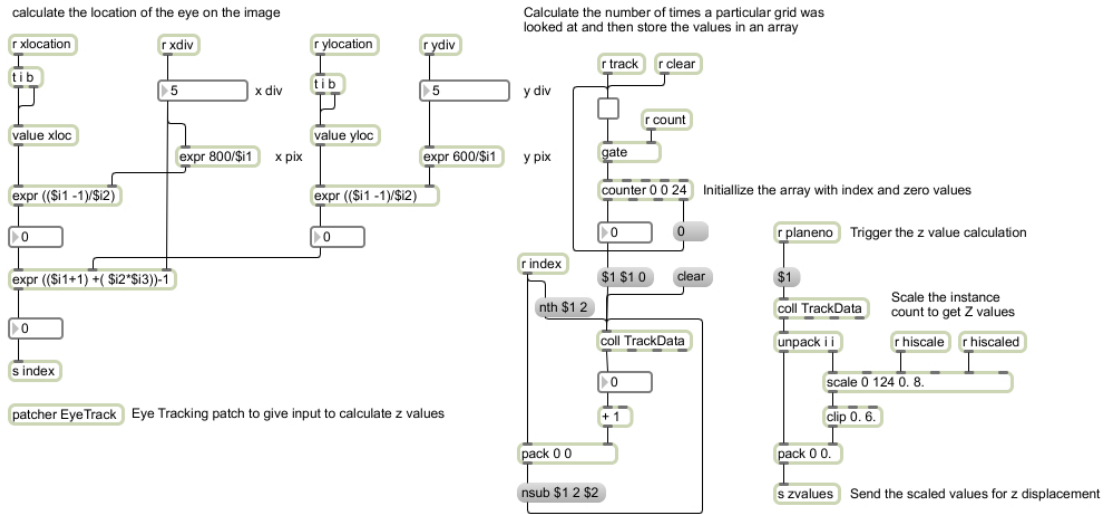 calculate the location of the eye on the image
r xlocation
r xdiv
t i b
5
x div
value xloc
expr 800/$i1
x pix
expr (($i1 -1)/$i2)
0
expr (($i1+1) +( $i2*$i3))-1
0
s index
patcher EyeTrack
Eye Tracking patch to give input to calculate z values
r ylocation
r ydiv
t i b
5
y div
value yloc
expr 600/$i1
y pix
expr (($i1 -1)/$i2)
0
Calculate the number of times a particular grid was
looked at and then store the values in an array
r track
r clear
r count
gate
counter 0 0 24
Initiallize the array with index and zero values
0
0
r index
$1 $1 0
clear
nth $1 2
coll TrackData
0
+ 1
pack 0 0
nsub $1 2 $2
r planeno
Trigger the z value calculation
$1
coll TrackData
Scale the instance
count to get Z values
unpack i i
r hiscale
r hiscaled
scale 0 124 0. 8.
clip 0. 6.
pack 0 0.
s zvalues
Send the scaled values for z displacement